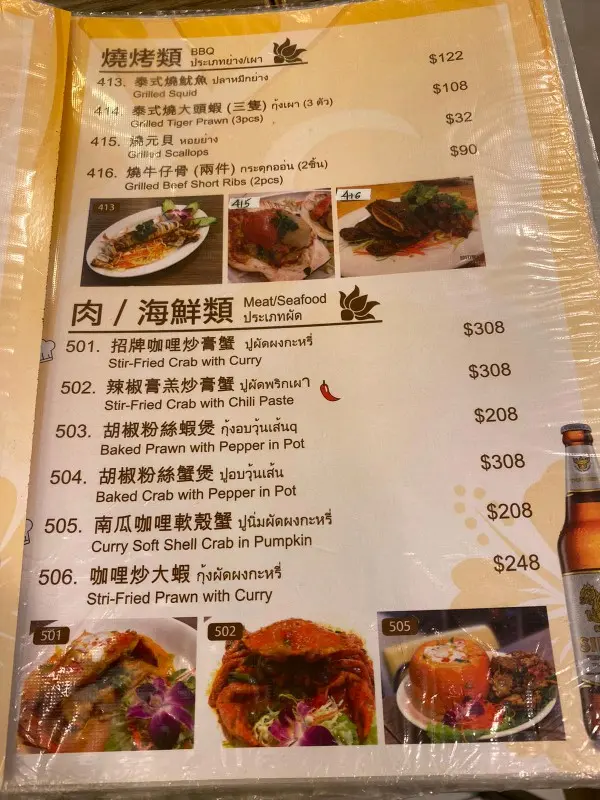 燒烤類 BBQ
ประเภทย่าง/เผา
413. 泰式燒魷魚 ปลาหมึกย่าง $122
Grilled Squid
414. 泰式燒大頭蝦 (三隻) กุ้งเผา (3 ตัว) $108
Grilled Tiger Prawn (3pcs)
415. 燒元貝 หอยย่าง $32
Grilled Scallops
416. 燒牛仔骨 (兩件) กระดูกอ่อน (2ชิ้น) $90
Grilled Beef Short Ribs (2pcs)
413
415
416
肉 / 海鮮類 Meat/Seafood
ประเภทผัด
501. 招牌咖哩炒膏蟹 ปูผัดผงกะหรี่ $308
Stir-Fried Crab with Curry
502. 辣椒膏羔炒膏蟹 ปูผัดพริกเผา $308
Stir-Fried Crab with Chili Paste
503. 胡椒粉絲蝦煲 กุ้งอบวุ้นเส้นq $208
Baked Prawn with Pepper in Pot
504. 胡椒粉絲蟹煲 ปูอบวุ้นเส้น $308
Baked Crab with Pepper in Pot
505. 南瓜咖哩軟殼蟹 ปูนิ่มผัดผงกะหรี่ $208
Curry Soft Shell Crab in Pumpkin
506. 咖哩炒大蝦 กุ้งผัดผงกะหรี่ $248
Stri-Fried Prawn with Curry
501
502
505